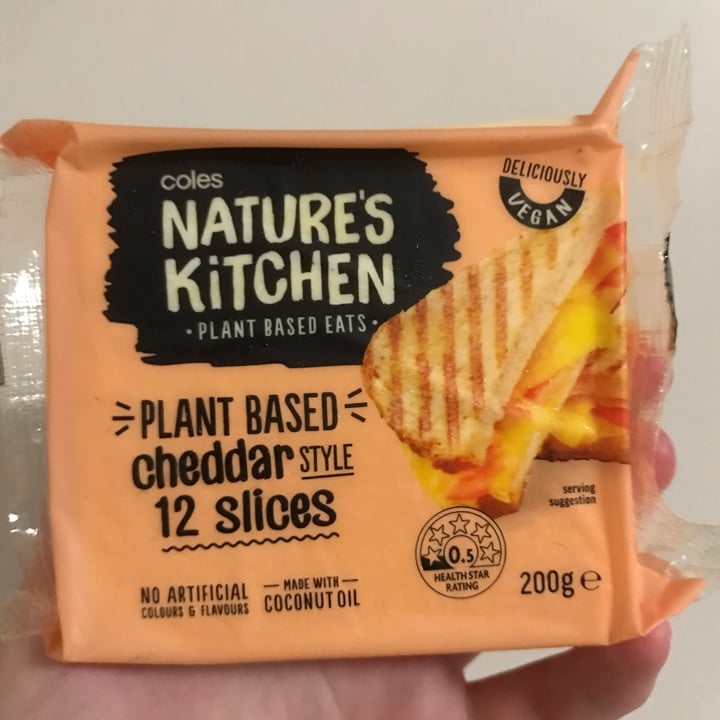 coles
NATURE'S
KiTCHEN
• PLANT BASED EATS •
DELICIOUSLY
VEGAN
PLANT BASED
cheddar STYLE
12 slices
serving
suggestion
0.5
HEALTH STAR
RATING
200g e
NO ARTIFICIAL
COLOURS & FLAVOURS
MADE WITH
COCONUT OIL